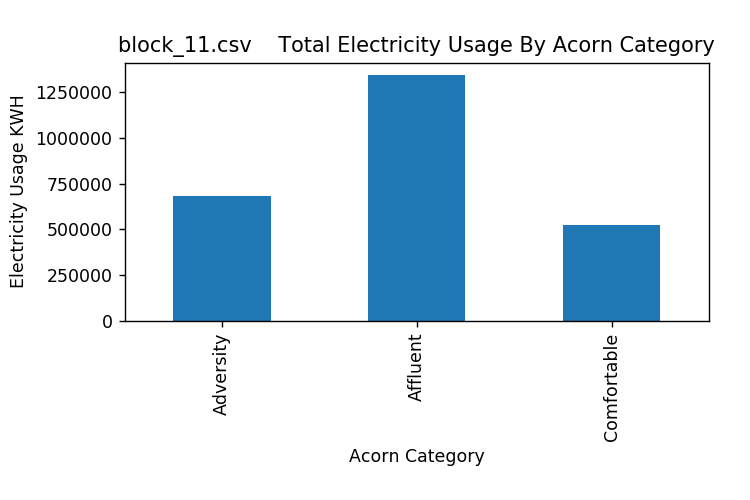 block_11.csv    Total Electricity Usage By Acorn Category
Electricity Usage KWH
1250000
1000000
750000
500000
250000
0
Adversity
Affluent
Comfortable
Acorn Category